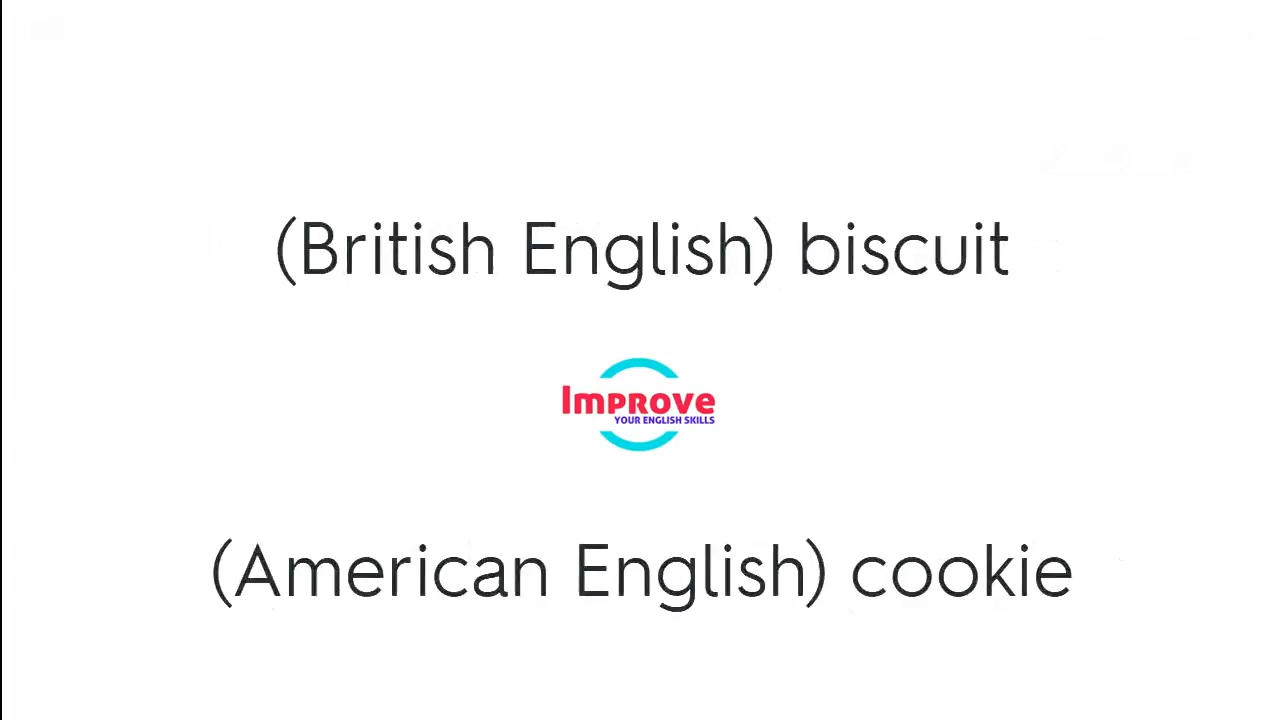 (British English) biscuit
Improve
YOUR ENGLISH SKILLS
(American English) cookie